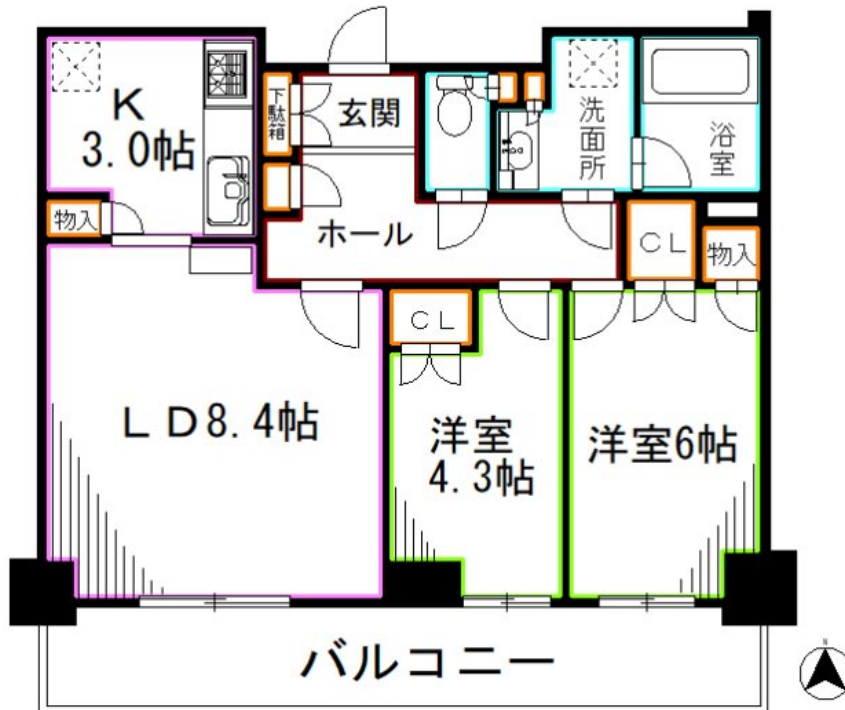 K
3.0帖
下駄箱
玄関
洗面所
浴室
物入
ホール
CL
物入
CL
LD8.4帖
洋室
4.3帖
洋室6帖
バルコニー
N